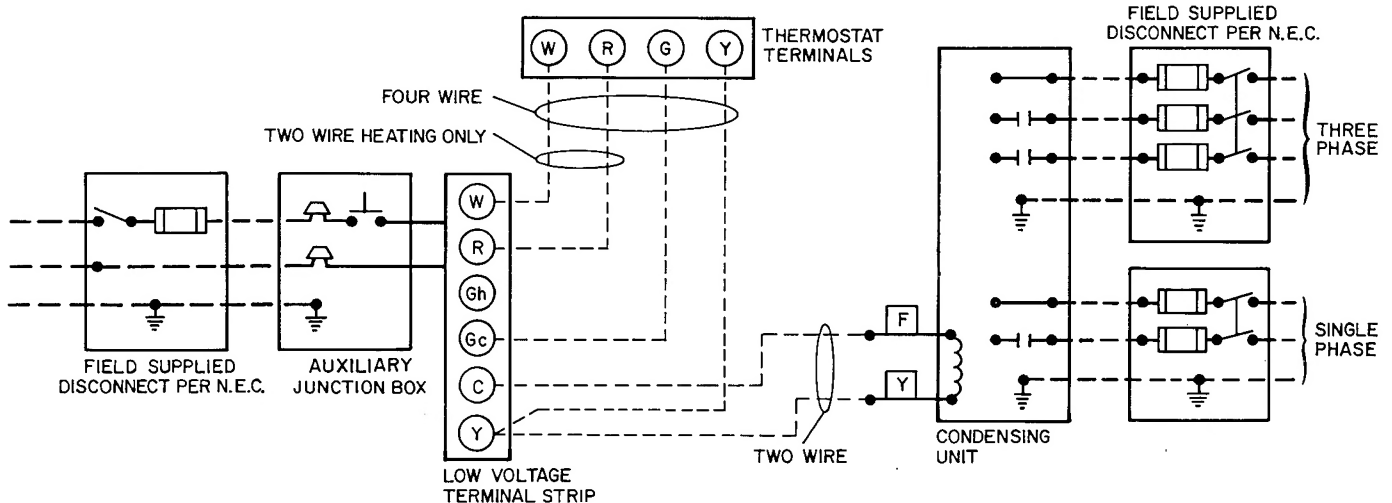 FIELD SUPPLIED
DISCONNECT PER N.E.C.
W R G Y
THERMOSTAT
TERMINALS
FOUR WIRE
TWO WIRE HEATING ONLY
THREE
PHASE
W
R
Gh
Gc
C
Y
F
Y
SINGLE
PHASE
FIELD SUPPLIED
DISCONNECT PER N.E.C.
AUXILIARY
JUNCTION BOX
TWO WIRE
CONDENSING
UNIT
LOW VOLTAGE
TERMINAL STRIP